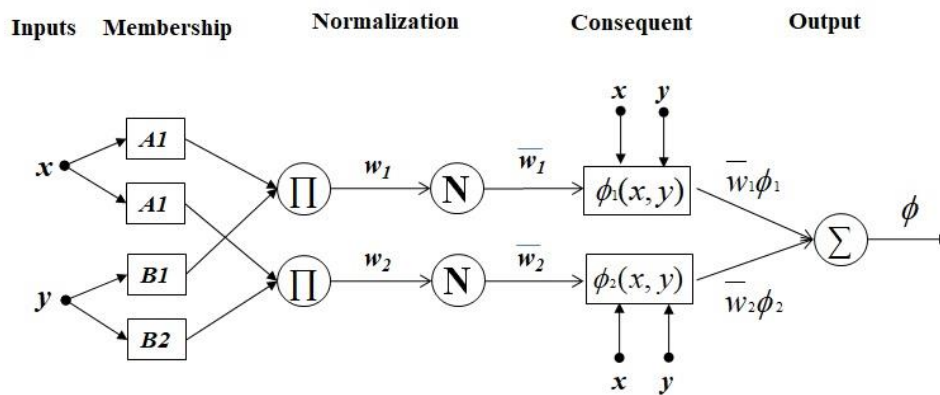 Inputs Membership Normalization Consequent Output
x y
A1
w₁ w̅₁ w̅₁ϕ₁
x ∏ N ϕ₁(x, y)
A1 ϕ
∑
B1 w₂ w̅₂
y ∏ N ϕ₂(x, y) w̅₂ϕ₂
B2
x y